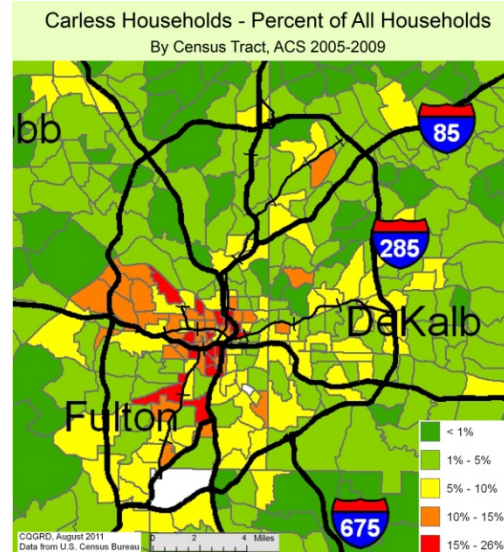 Carless Households - Percent of All Households
By Census Tract, ACS 2005-2009
obb
85
285
DeKalb
Fulton
675
< 1%
1% - 5%
5% - 10%
10% - 15%
15% - 26%
CQGRD, August 2011
Data from U.S. Census Bureau
0 2 4 Miles